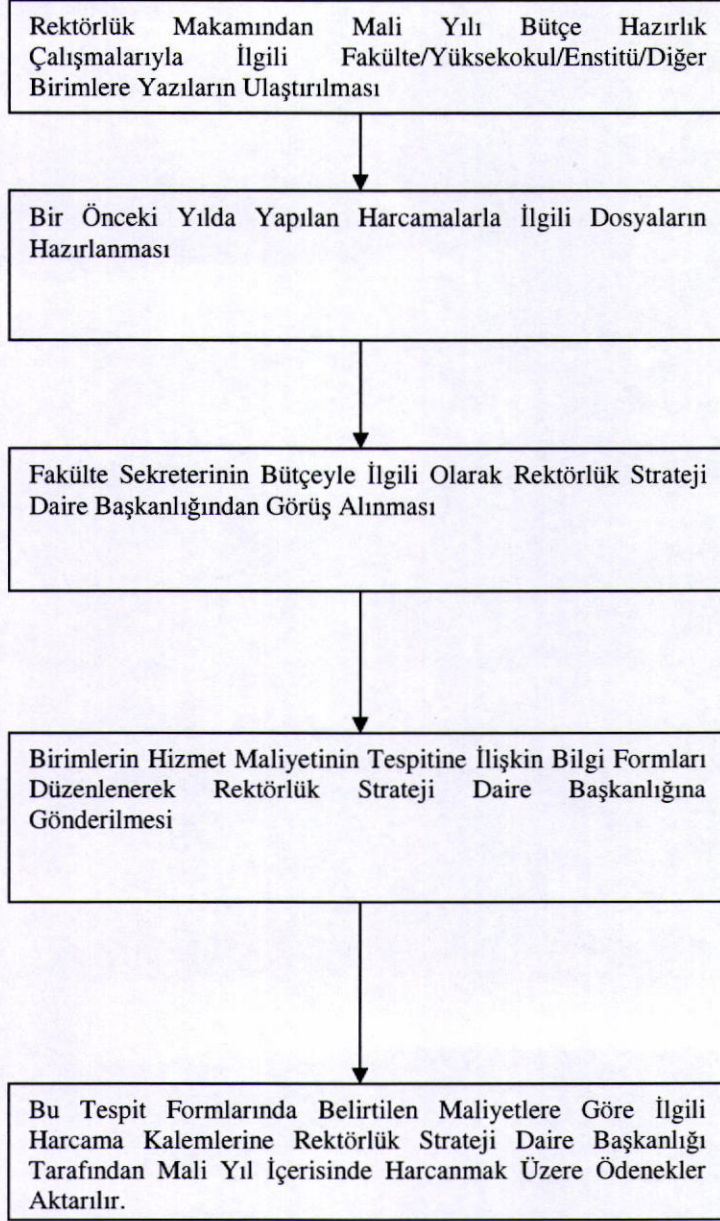 Rektörlük Makamından Mali Yılı Bütçe Hazırlık
Çalışmalarıyla İlgili Fakülte/Yüksekokul/Enstitü/Diğer
Birimlere Yazıların Ulaştırılması
Bir Önceki Yılda Yapılan Harcamalarla İlgili Dosyaların
Hazırlanması
Fakülte Sekreterinin Bütçeyle İlgili Olarak Rektörlük Strateji
Daire Başkanlığından Görüş Alınması
Birimlerin Hizmet Maliyetinin Tespitine İlişkin Bilgi Formları
Düzenlenerek Rektörlük Strateji Daire Başkanlığına
Gönderilmesi
Bu Tespit Formlarında Belirtilen Maliyetlere Göre İlgili
Harcama Kalemlerine Rektörlük Strateji Daire Başkanlığı
Tarafından Mali Yıl İçerisinde Harcanmak Üzere Ödenekler
Aktarılır.